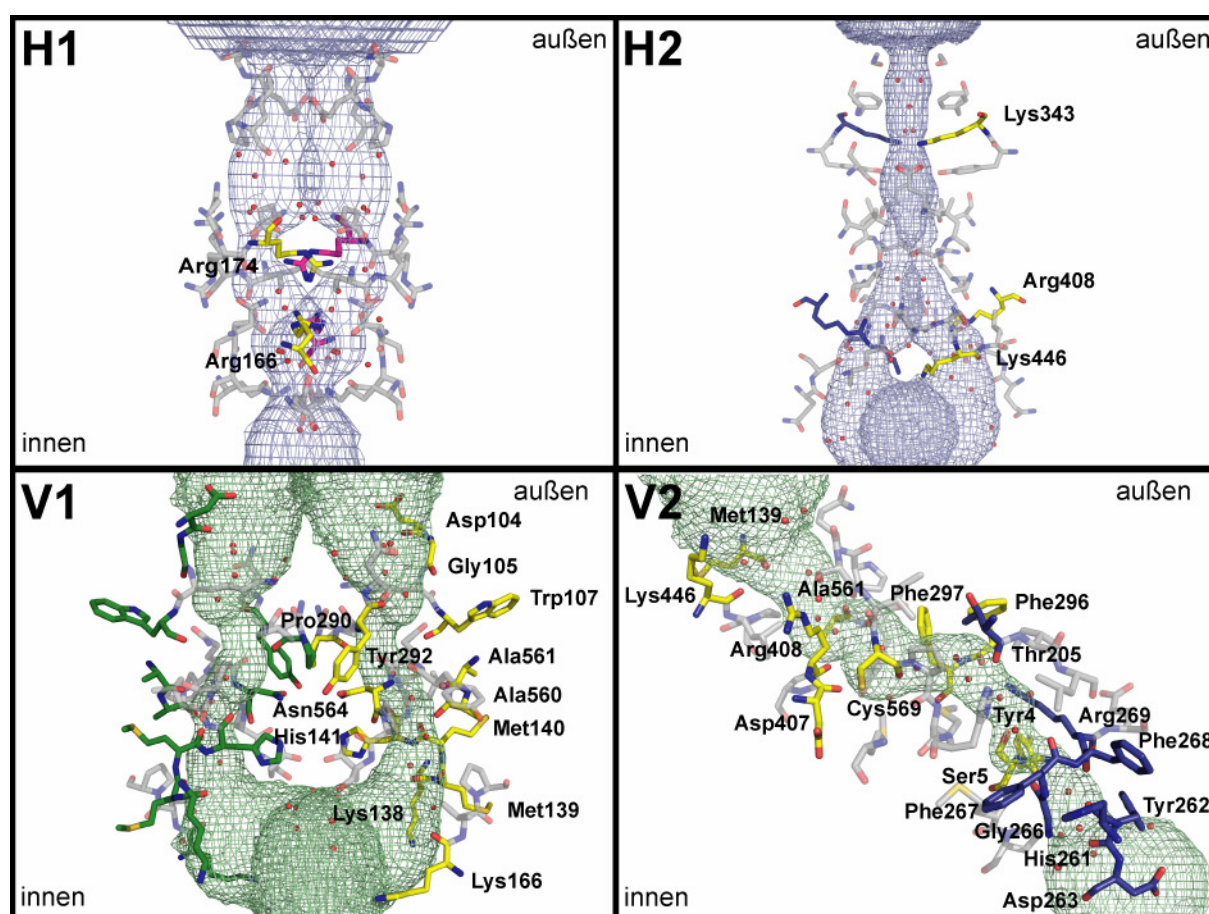 H1
außen
Arg174
Arg166
innen
H2
außen
Lys343
Arg408
Lys446
innen
V1
außen
Asp104
Gly105
Trp107
Pro290
Tyr292
Ala561
Ala560
Asn564
Met140
His141
Lys138
Met139
Lys166
innen
V2
außen
Met139
Lys446
Ala561
Phe297
Phe296
Arg408
Thr205
Asp407
Cys569
Tyr4
Arg269
Phe268
Ser5
Phe267
Tyr262
Gly266
His261
Asp263
innen